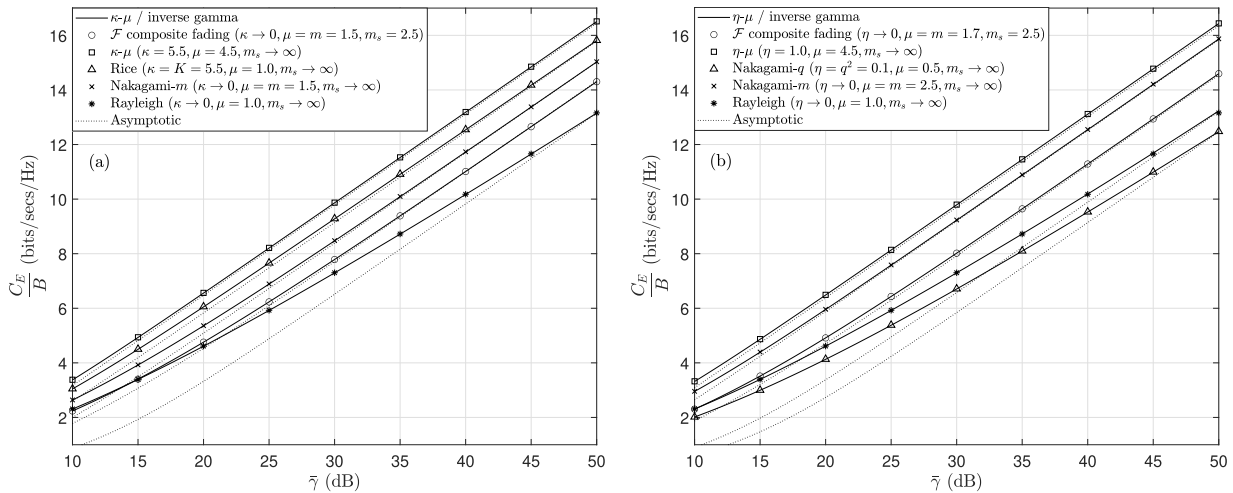 κ-μ / inverse gamma
F composite fading (κ → 0, μ = m = 1.5, m_s = 2.5)
κ-μ (κ = 5.5, μ = 4.5, m_s → ∞)
Rice (κ = K = 5.5, μ = 1.0, m_s → ∞)
Nakagami-m (κ → 0, μ = m = 1.5, m_s → ∞)
Rayleigh (κ → 0, μ = 1.0, m_s → ∞)
Asymptotic
(a)
16
14
12
10
8
6
4
2
C_E/B (bits/secs/Hz)
10 15 20 25 30 35 40 45 50
γ̄ (dB)
η-μ / inverse gamma
F composite fading (η → 0, μ = m = 1.7, m_s = 2.5)
η-μ (η = 1.0, μ = 4.5, m_s → ∞)
Nakagami-q (η = q² = 0.1, μ = 0.5, m_s → ∞)
Nakagami-m (η → 0, μ = m = 2.5, m_s → ∞)
Rayleigh (η → 0, μ = 1.0, m_s → ∞)
Asymptotic
(b)
16
14
12
10
8
6
4
2
C_E/B (bits/secs/Hz)
10 15 20 25 30 35 40 45 50
γ̄ (dB)